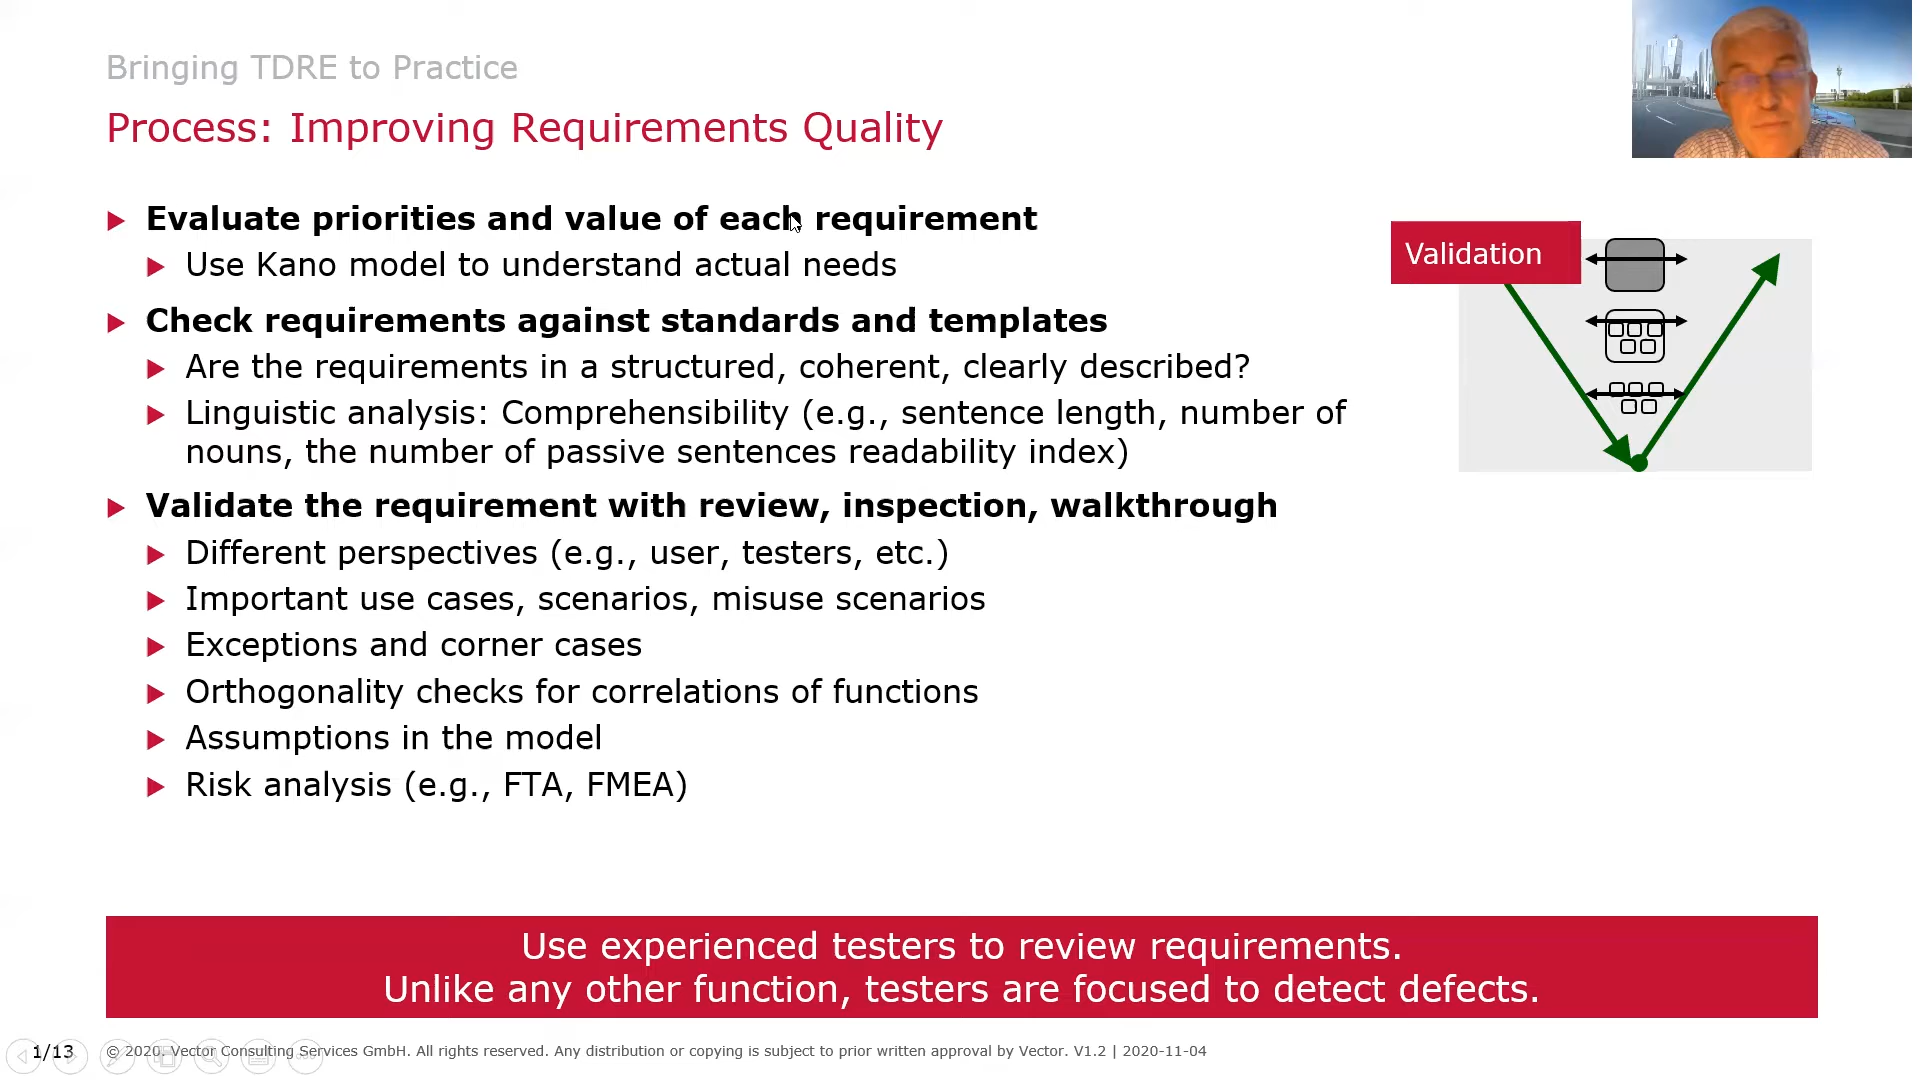 Bringing TDRE to Practice
Process: Improving Requirements Quality
Evaluate priorities and value of each requirement
Use Kano model to understand actual needs
Check requirements against standards and templates
Are the requirements in a structured, coherent, clearly described?
Linguistic analysis: Comprehensibility (e.g., sentence length, number of
nouns, the number of passive sentences readability index)
Validate the requirement with review, inspection, walkthrough
Different perspectives (e.g., user, testers, etc.)
Important use cases, scenarios, misuse scenarios
Exceptions and corner cases
Orthogonality checks for correlations of functions
Assumptions in the model
Risk analysis (e.g., FTA, FMEA)
Validation
Use experienced testers to review requirements.
Unlike any other function, testers are focused to detect defects.
1/13
© 2020. Vector Consulting Services GmbH. All rights reserved. Any distribution or copying is subject to prior written approval by Vector. V1.2 | 2020-11-04